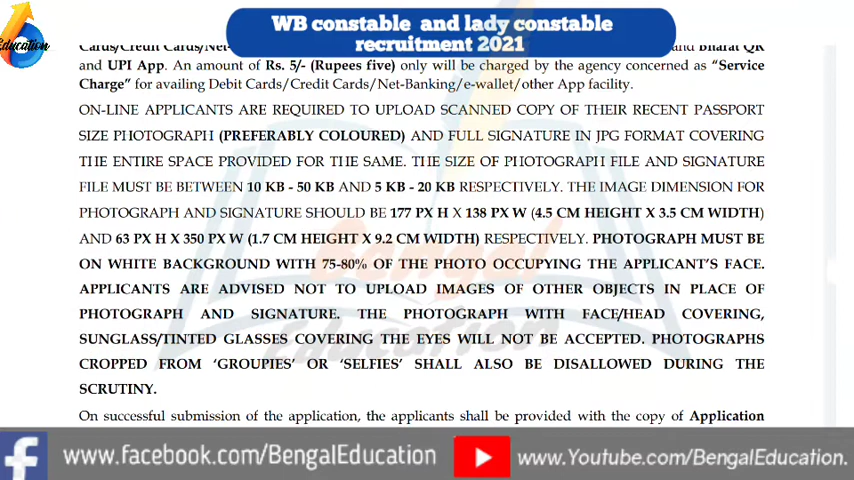 WB constable and lady constable
recruitment 2021
Education
Cards/Credit Cards/Net- and Bharat QR
and UPI App. An amount of Rs. 5/- (Rupees five) only will be charged by the agency concerned as “Service
Charge” for availing Debit Cards/Credit Cards/Net-Banking/e-wallet/other App facility.
ON-LINE APPLICANTS ARE REQUIRED TO UPLOAD SCANNED COPY OF THEIR RECENT PASSPORT
SIZE PHOTOGRAPH (PREFERABLY COLOURED) AND FULL SIGNATURE IN JPG FORMAT COVERING
THE ENTIRE SPACE PROVIDED FOR THE SAME. THE SIZE OF PHOTOGRAPH FILE AND SIGNATURE
FILE MUST BE BETWEEN 10 KB - 50 KB AND 5 KB - 20 KB RESPECTIVELY. THE IMAGE DIMENSION FOR
PHOTOGRAPH AND SIGNATURE SHOULD BE 177 PX H X 138 PX W (4.5 CM HEIGHT X 3.5 CM WIDTH)
AND 63 PX H X 350 PX W (1.7 CM HEIGHT X 9.2 CM WIDTH) RESPECTIVELY. PHOTOGRAPH MUST BE
ON WHITE BACKGROUND WITH 75-80% OF THE PHOTO OCCUPYING THE APPLICANT’S FACE.
APPLICANTS ARE ADVISED NOT TO UPLOAD IMAGES OF OTHER OBJECTS IN PLACE OF
PHOTOGRAPH AND SIGNATURE. THE PHOTOGRAPH WITH FACE/HEAD COVERING,
SUNGLASS/TINTED GLASSES COVERING THE EYES WILL NOT BE ACCEPTED. PHOTOGRAPHS
CROPPED FROM ‘GROUPIES’ OR ‘SELFIES’ SHALL ALSO BE DISALLOWED DURING THE
SCRUTINY.
On successful submission of the application, the applicants shall be provided with the copy of Application
Bengal
Education
www.facebook.com/BengalEducation
www.Youtube.com/BengalEducation.